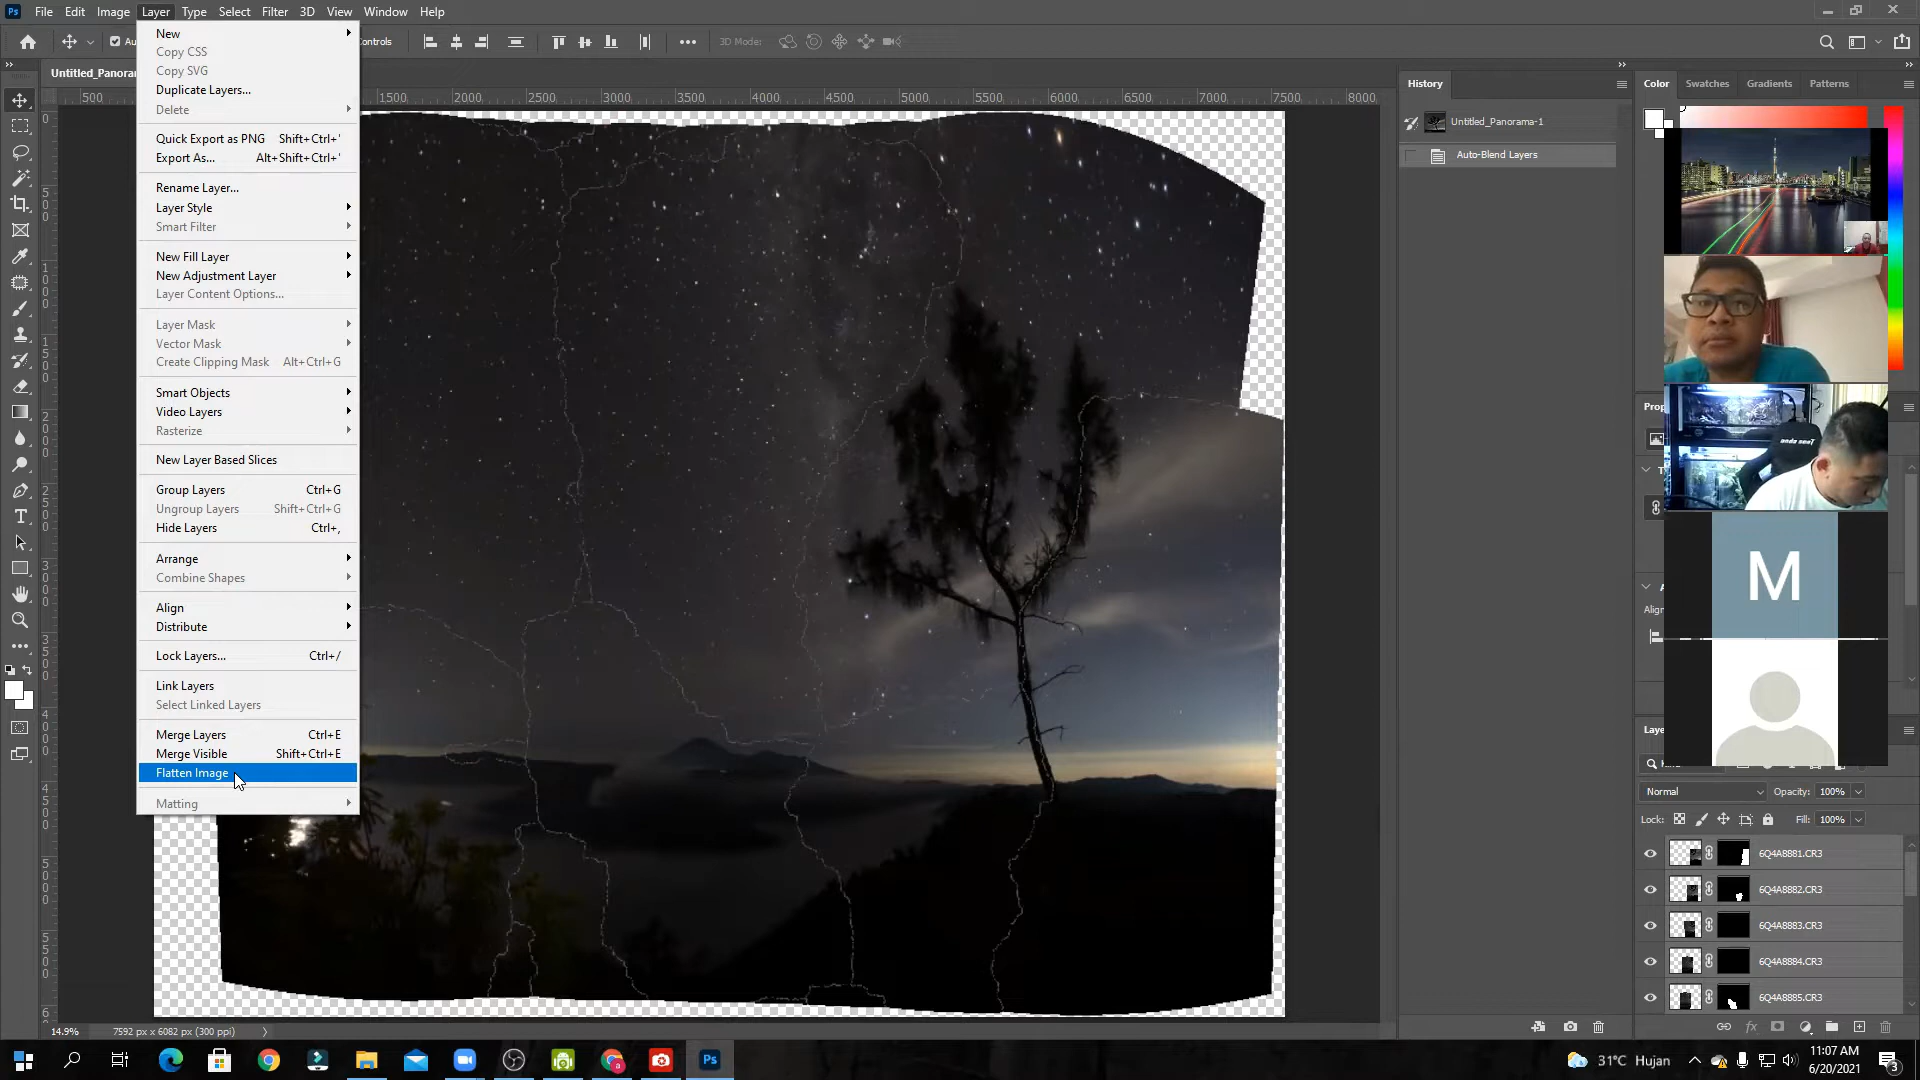 Ps File Edit Image Layer Type Select Filter 3D View Window Help
Controls
3D Mode:
Untitled_Panora
500 1500 2000 2500 3000 3500 4000 4500 5000 5500 6000 6500 7000 7500 8000
New
Copy CSS
Copy SVG
Duplicate Layers...
Delete
Quick Export as PNG Shift+Ctrl+'
Export As... Alt+Shift+Ctrl+'
Rename Layer...
Layer Style
Smart Filter
New Fill Layer
New Adjustment Layer
Layer Content Options...
Layer Mask
Vector Mask
Create Clipping Mask Alt+Ctrl+G
Smart Objects
Video Layers
Rasterize
New Layer Based Slices
Group Layers Ctrl+G
Ungroup Layers Shift+Ctrl+G
Hide Layers Ctrl+,
Arrange
Combine Shapes
Align
Distribute
Lock Layers... Ctrl+/
Link Layers
Select Linked Layers
Merge Layers Ctrl+E
Merge Visible Shift+Ctrl+E
Flatten Image
Matting
History
Untitled_Panorama-1
Auto-Blend Layers
Color Swatches Gradients Patterns
Prop
Align
M
Laye
Normal Opacity: 100%
Lock: Fill: 100%
6Q4A8881.CR3
6Q4A8882.CR3
6Q4A8883.CR3
6Q4A8884.CR3
6Q4A8885.CR3
14.9% 7592 px x 6082 px (300 ppi)
Ps
31°C Hujan
11:07 AM
6/20/2021
3